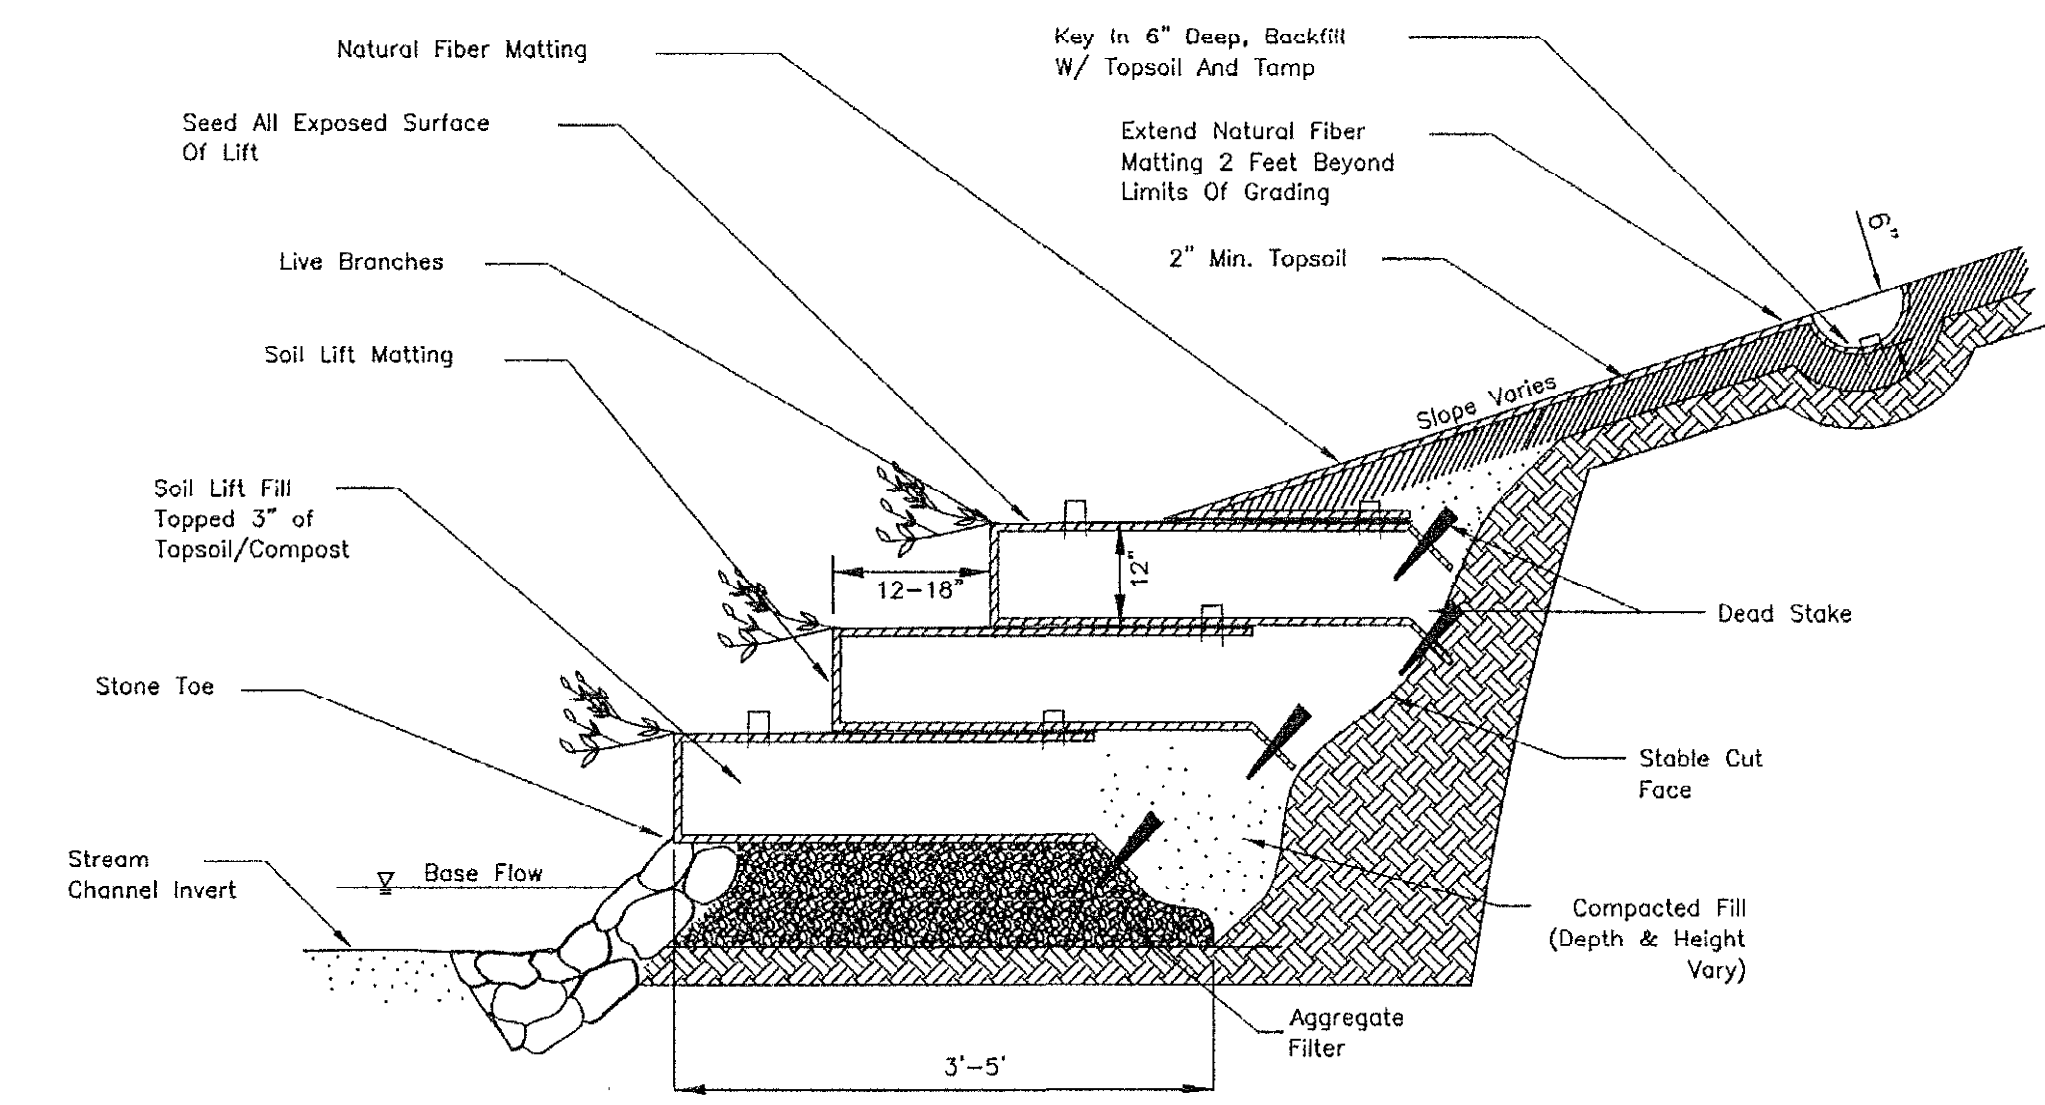 Natural Fiber Matting
Key In 6" Deep, Backfill
W/ Topsoil And Tamp
Seed All Exposed Surface
Of Lift
Extend Natural Fiber
Matting 2 Feet Beyond
Limits Of Grading
6"
Live Branches
2" Min. Topsoil
Soil Lift Matting
Slope Varies
Soil Lift Fill
Topped 3" of
Topsoil/Compost
12-18"
12"
Dead Stake
Stone Toe
Stable Cut
Face
Stream
Channel Invert
Base Flow
Compacted Fill
(Depth & Height
Vary)
Aggregate
Filter
3'-5'